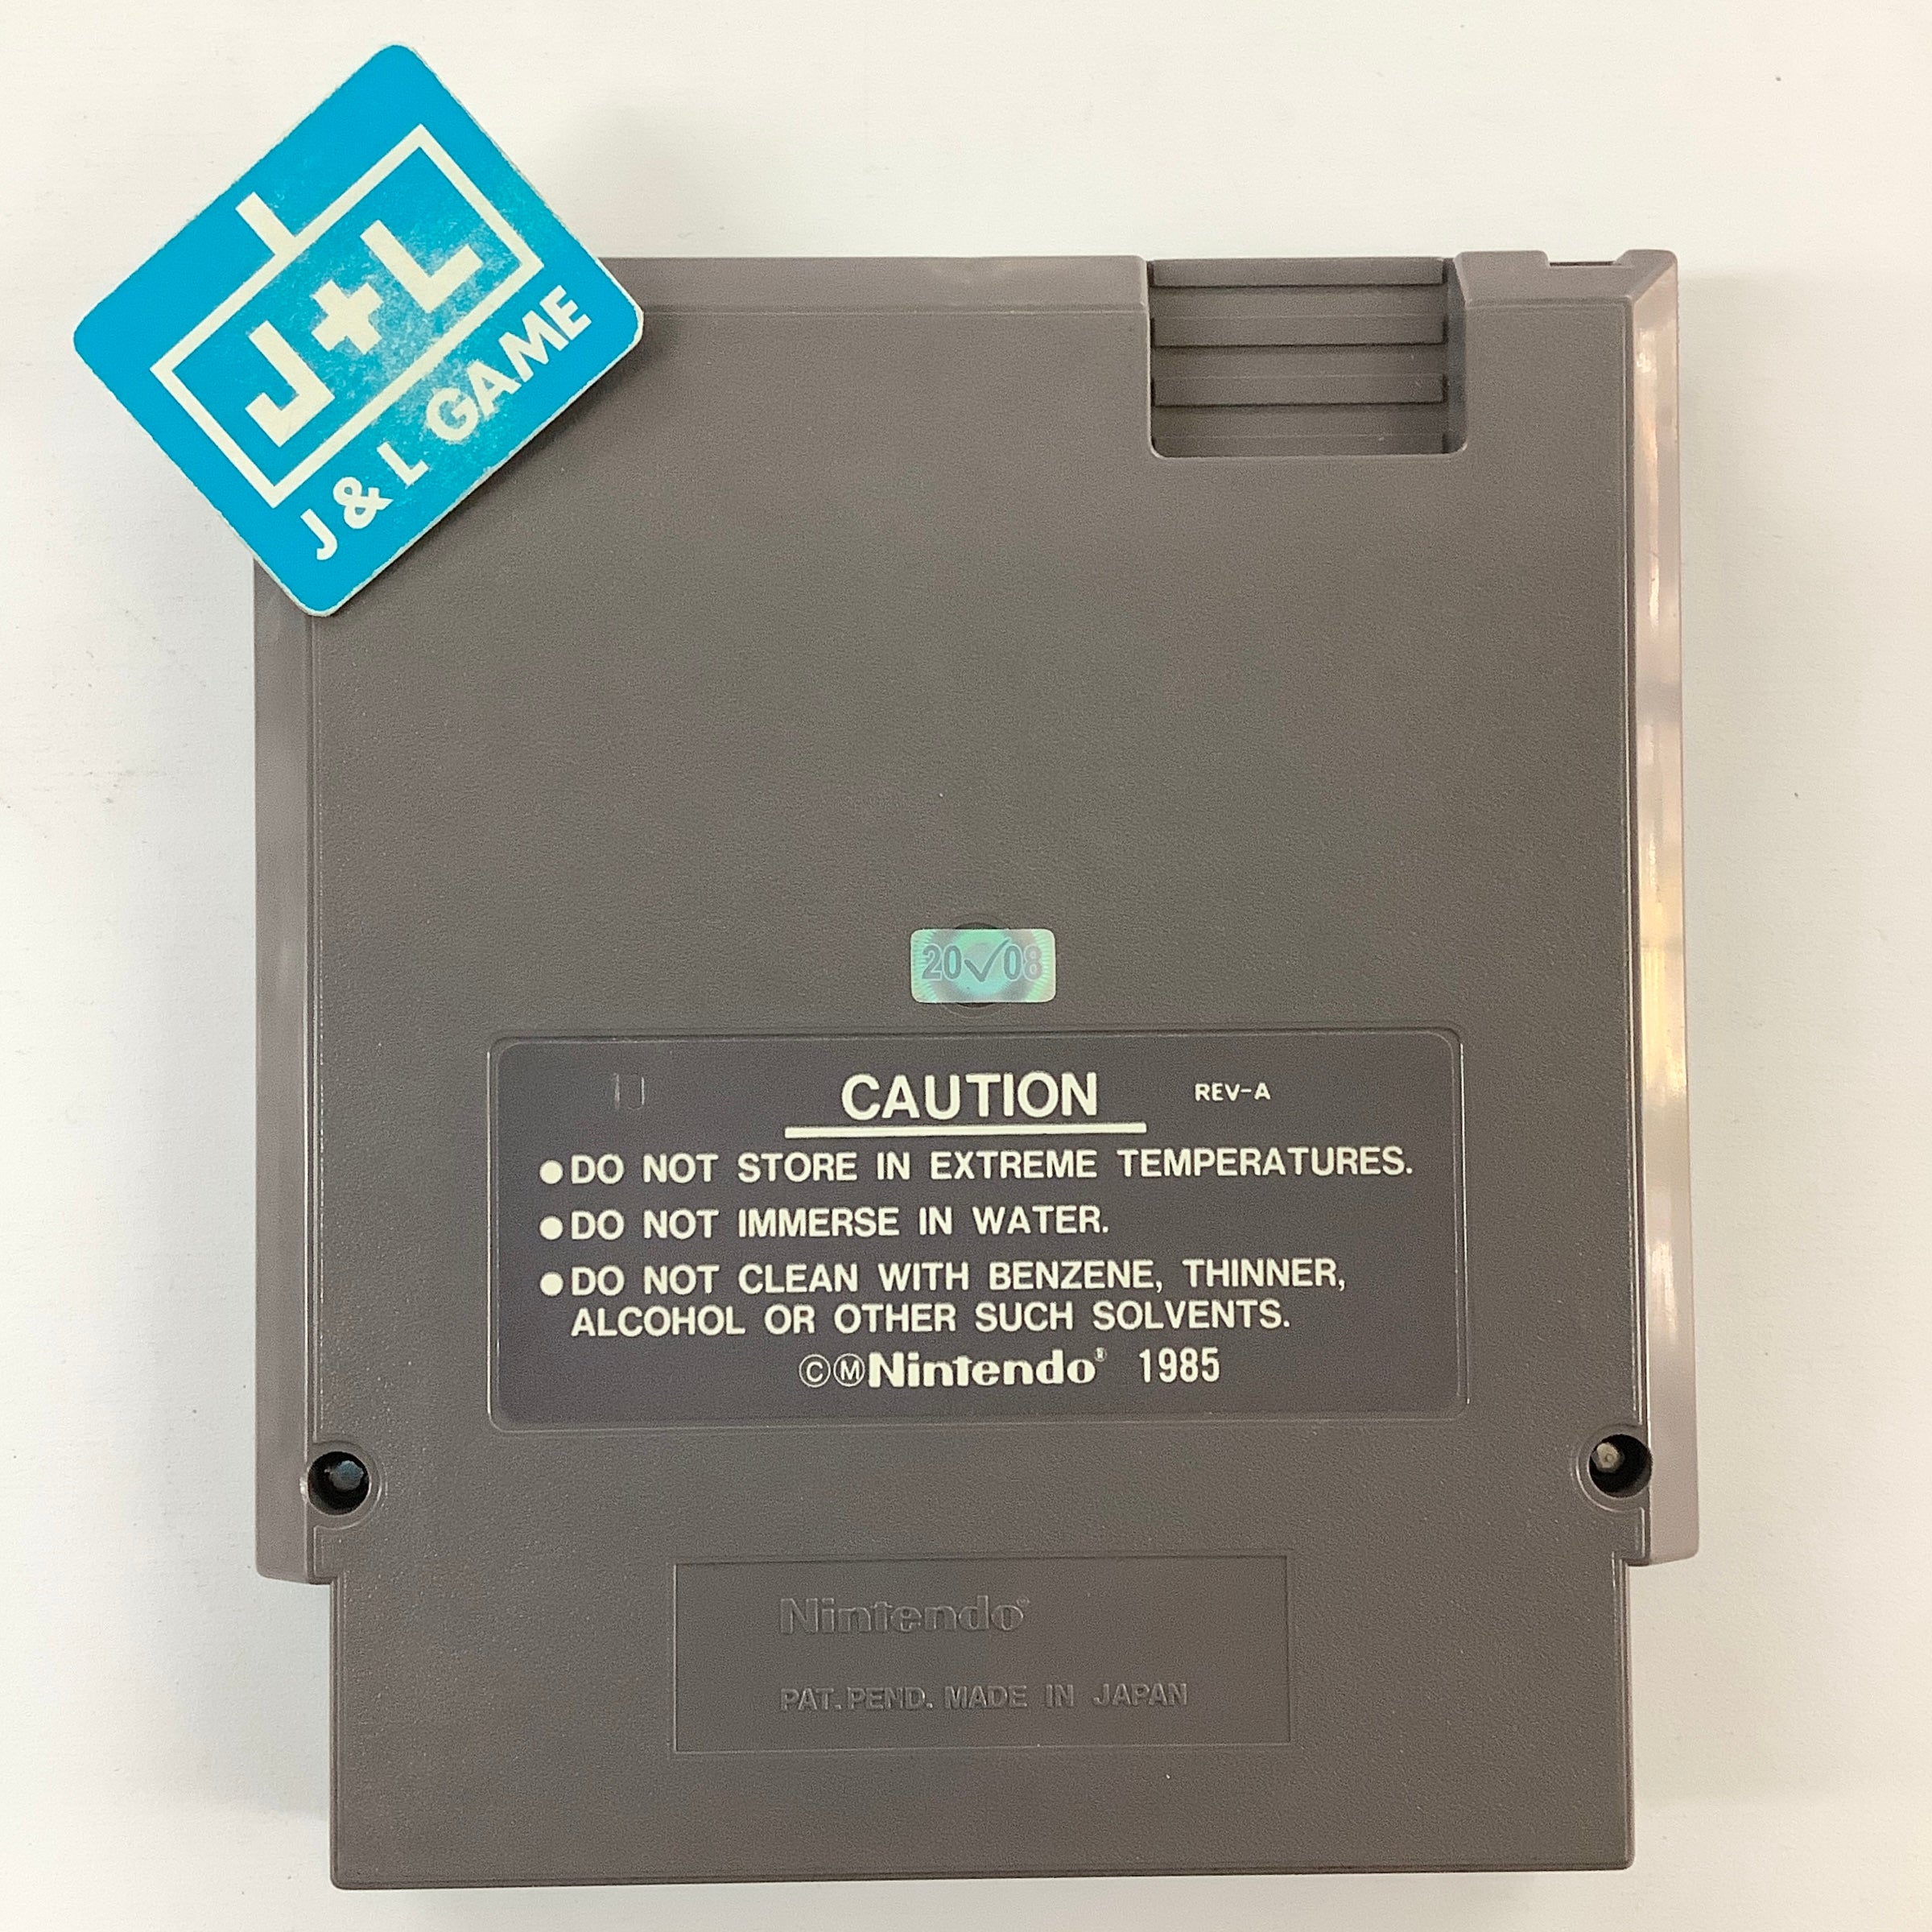 J+L
J & L GAME
20✓08
CAUTION REV-A
●DO NOT STORE IN EXTREME TEMPERATURES.
●DO NOT IMMERSE IN WATER.
●DO NOT CLEAN WITH BENZENE, THINNER,
ALCOHOL OR OTHER SUCH SOLVENTS.
ⒸⓂNintendo® 1985
Nintendo®
PAT. PEND. MADE IN JAPAN